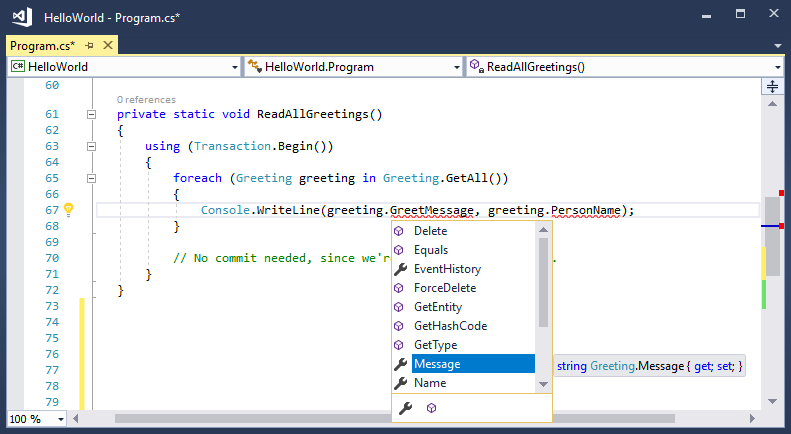 HelloWorld - Program.cs*
Program.cs*
C# HelloWorld HelloWorld.Program ReadAllGreetings()
60
0 references
61 private static void ReadAllGreetings()
62 {
63 using (Transaction.Begin())
64 {
65 foreach (Greeting greeting in Greeting.GetAll())
66 {
67 Console.WriteLine(greeting.GreetMessage, greeting.PersonName);
68 }
69
70 // No commit needed, since we'r .
71 }
72 }
73
74
75
76
77
78
79
Delete
Equals
EventHistory
ForceDelete
GetEntity
GetHashCode
GetType
Message string Greeting.Message { get; set; }
Name
100 %